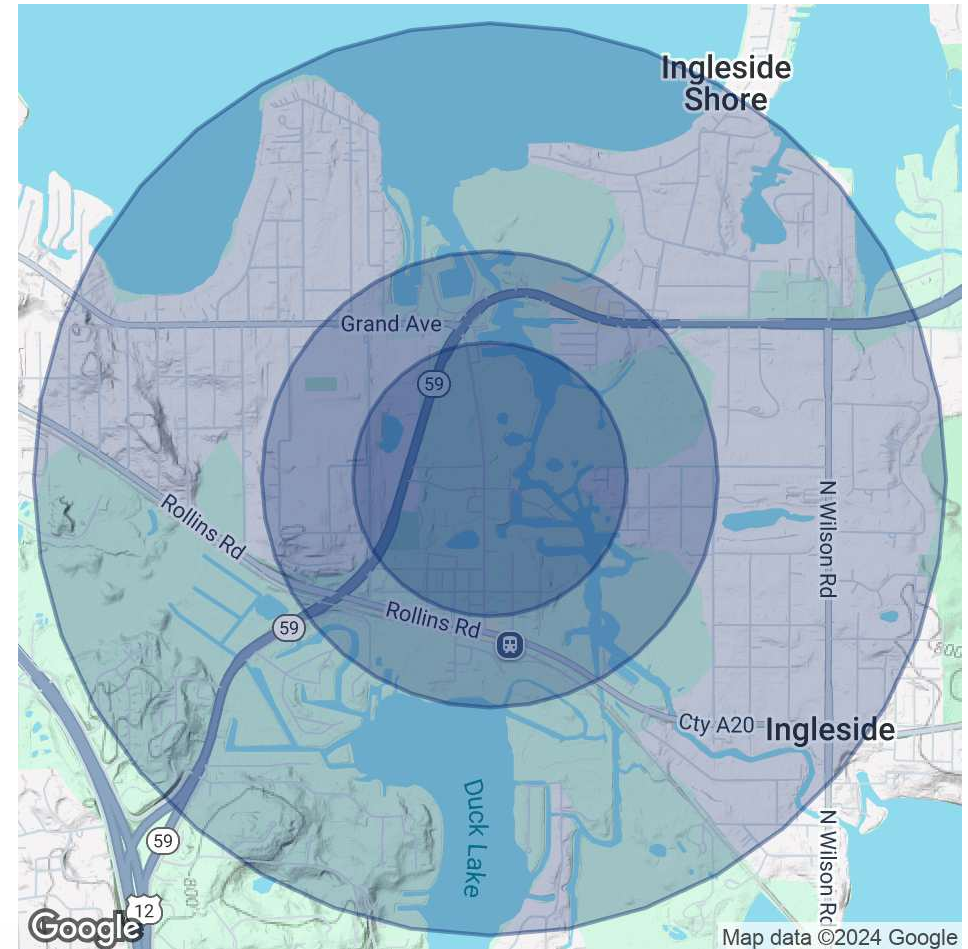 Ingleside
Shore
Grand Ave
59
Rollins Rd
N Wilson Rd
Rollins Rd
59
800
Cty A20
Ingleside
Duck Lake
59
800
12
N Wilson Rd
Google
Map data ©2024 Google